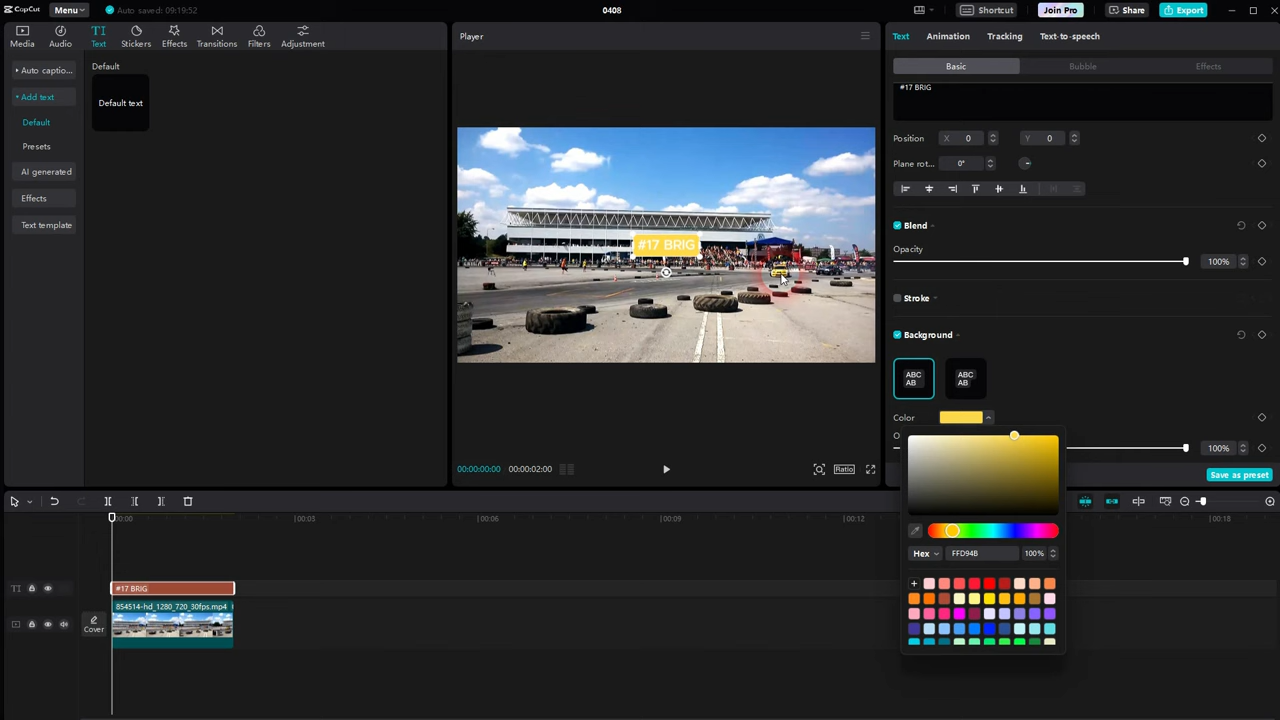 CapCut
Menu
Auto saved: 09:19:52
0408
Shortcut
Join Pro
Share
Export
Media
Audio
Text
Stickers
Effects
Transitions
Filters
Adjustment
Player
Text
Animation
Tracking
Text-to-speech
Auto captio...
Add text
Default
Presets
AI generated
Effects
Text template
Default
Default text
Basic
Bubble
Effects
#17 BRIG
Position
X 0
Y 0
Plane rot...
0°
Blend
Opacity
100%
Stroke
Background
ABC
AB
ABC
AB
Color
O
100%
#17 BRIG
00:00:00:00
00:00:02:00
Ratio
Save as preset
Hex
FFD94B
100%
00:00
00:03
00:06
00:09
00:12
00:18
TI
#17 BRIG
854514-hd_1280_720_30fps.mp4
Cover